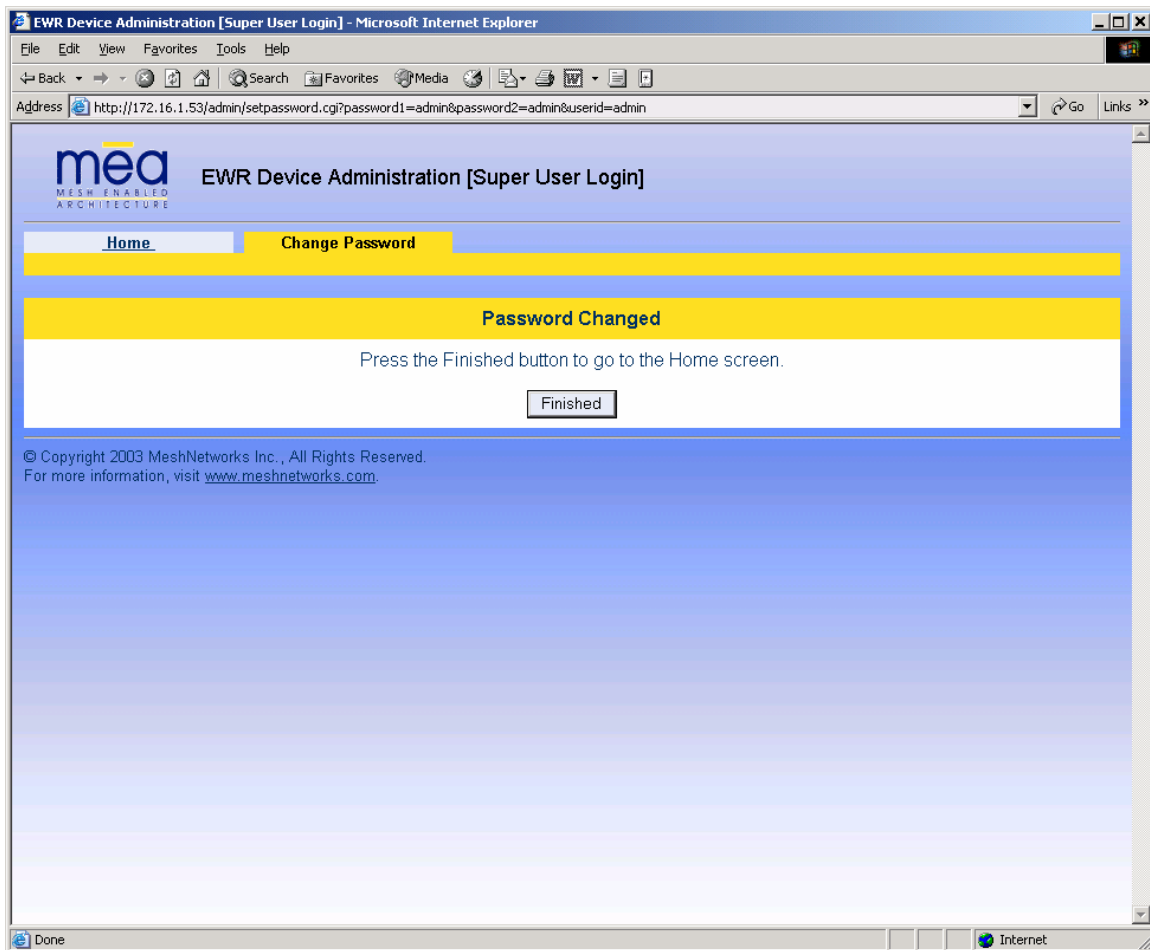 EWR Device Administration [Super User Login] - Microsoft Internet Explorer
File Edit View Favorites Tools Help
Back Search Favorites Media
Address http://172.16.1.53/admin/setpassword.cgi?password1=admin&password2=admin&userid=admin Go Links »
mēa
MESH ENABLED
ARCHITECTURE
EWR Device Administration [Super User Login]
Home Change Password
Password Changed
Press the Finished button to go to the Home screen.
Finished
© Copyright 2003 MeshNetworks Inc., All Rights Reserved.
For more information, visit www.meshnetworks.com.
Done Internet